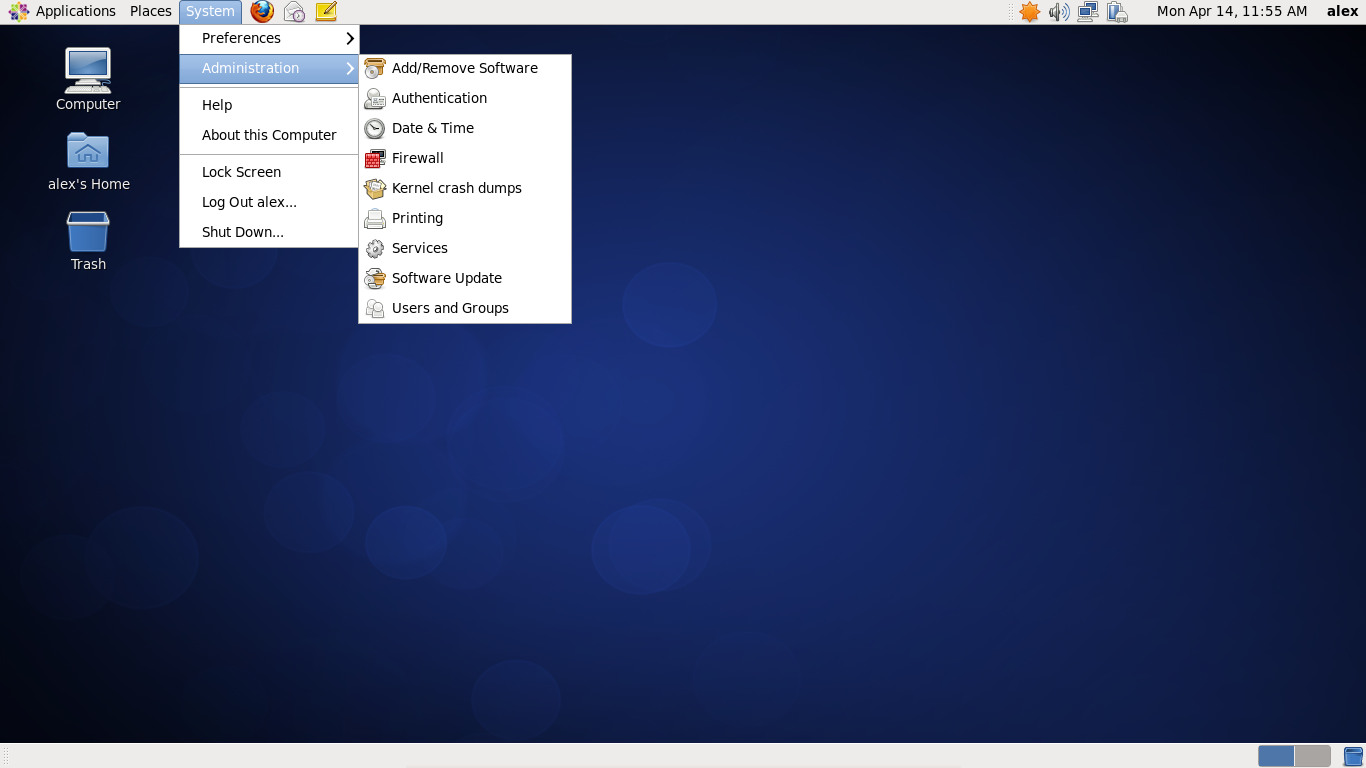 Applications Places System Mon Apr 14, 11:55 AM alex
Preferences
Administration
Help
About this Computer
Lock Screen
Log Out alex...
Shut Down...
Add/Remove Software
Authentication
Date & Time
Firewall
Kernel crash dumps
Printing
Services
Software Update
Users and Groups
Computer
alex's Home
Trash